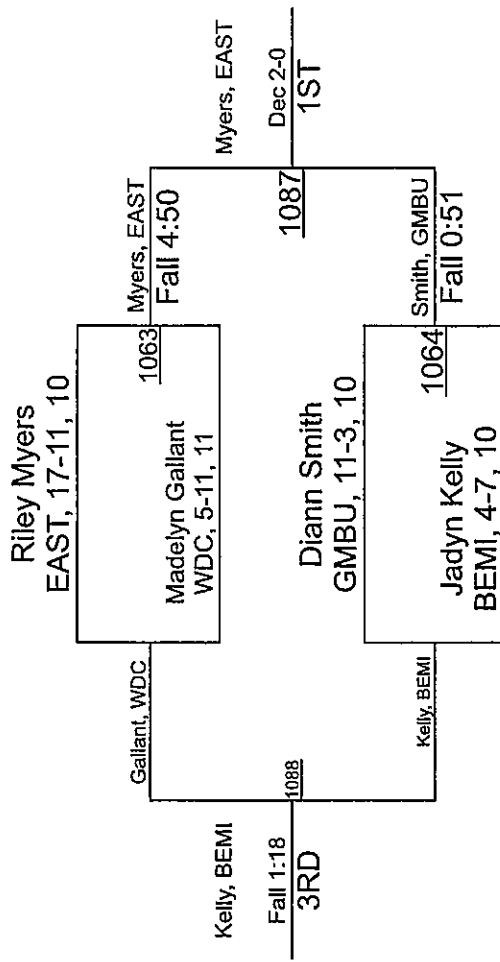 Riley Myers
EAST, 17-11, 10
1063
Madelyn Gallant
WDC, 5-11, 11
Myers, EAST
Fall 4:50
Gallant, WDC
Diann Smith
GMBU, 11-3, 10
1064
Jadyn Kelly
BEMI, 4-7, 10
Smith, GMBU
Fall 0:51
Kelly, BEMI
Myers, EAST
Dec 2-0
1ST
1087
Kelly, BEMI
Fall 1:18
3RD
1088